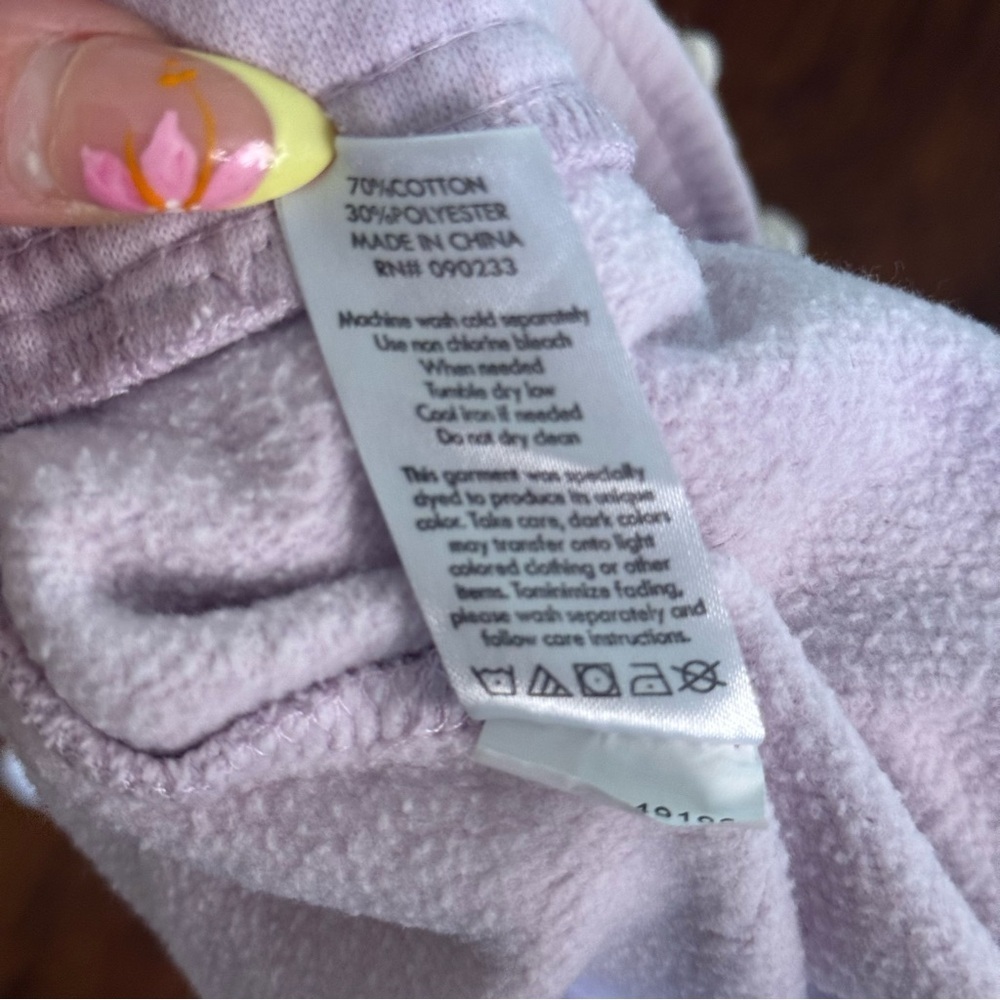 70%COTTON
30%POLYESTER
MADE IN CHINA
RN# 090233
Machine wash cold separately
Use non chlorine bleach
When needed
Tumble dry low
Cool iron if needed
Do not dry clean
This garment was specially
dyed to produce its unique
color. Take care, dark colors
may transfer onto light
colored clothing or other
items. Tominimize fading,
please wash separately and
follow care instructions.